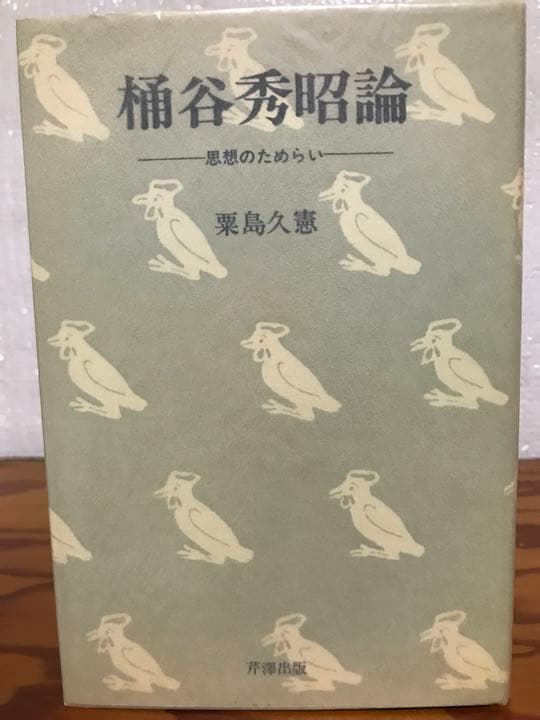 桶谷秀昭論
――思想のためらい――
粟島久憲
芹澤出版